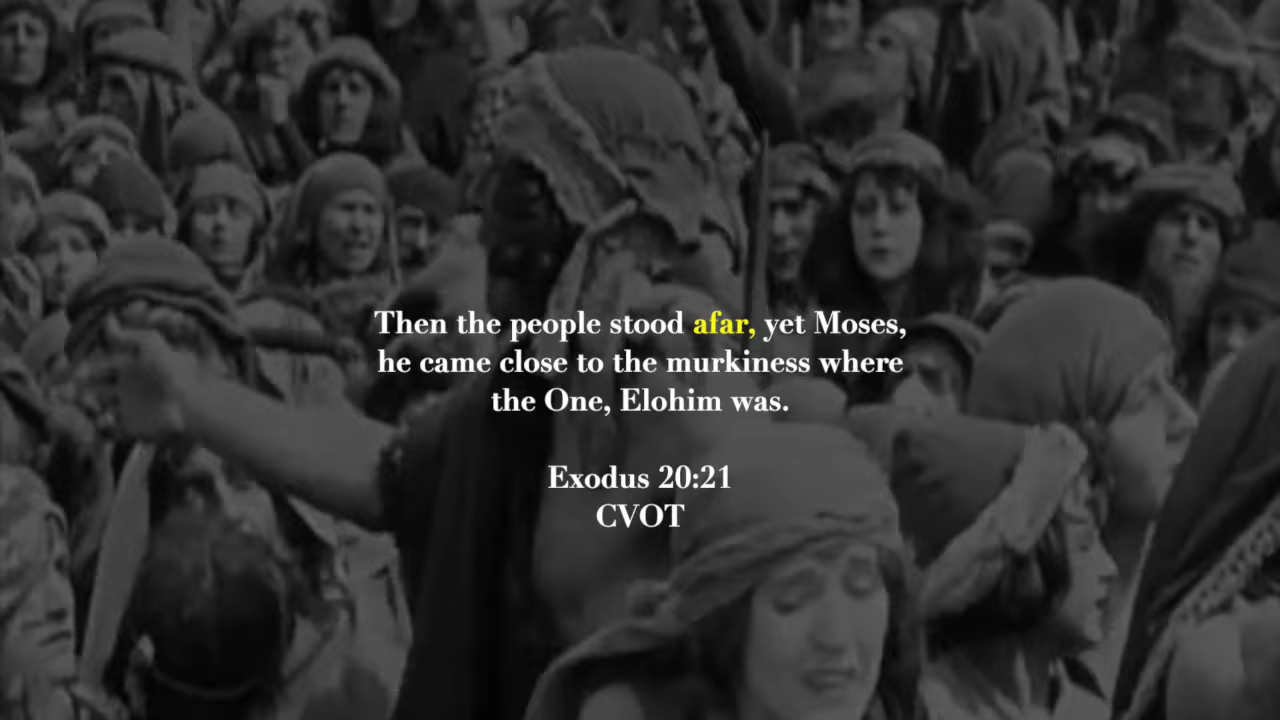 Then the people stood afar, yet Moses,
he came close to the murkiness where
the One, Elohim was.
Exodus 20:21
CVOT